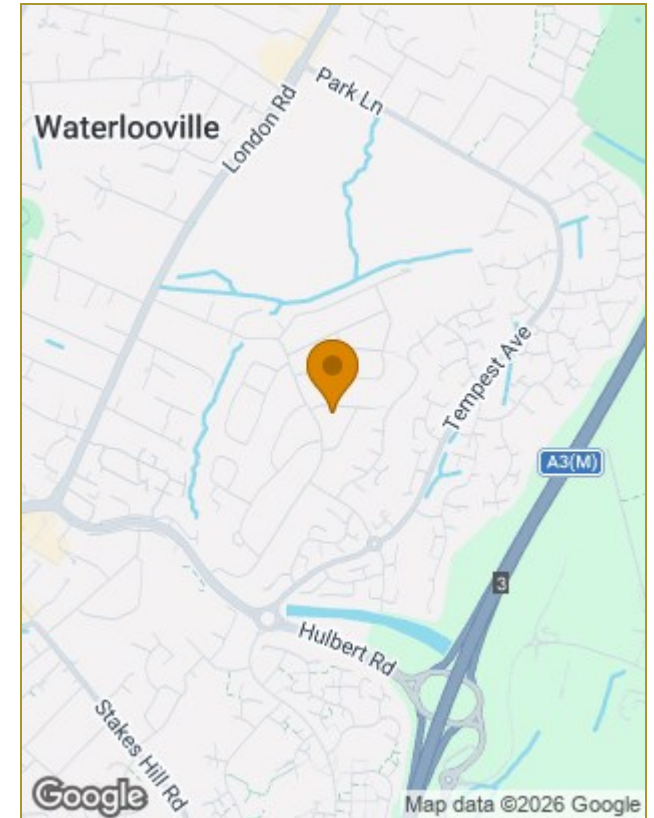 Park Ln
Waterlooville
London Rd
Tempest Ave
A3(M)
3
Hulbert Rd
Stakes Hill Rd
Google
Map data ©2026 Google